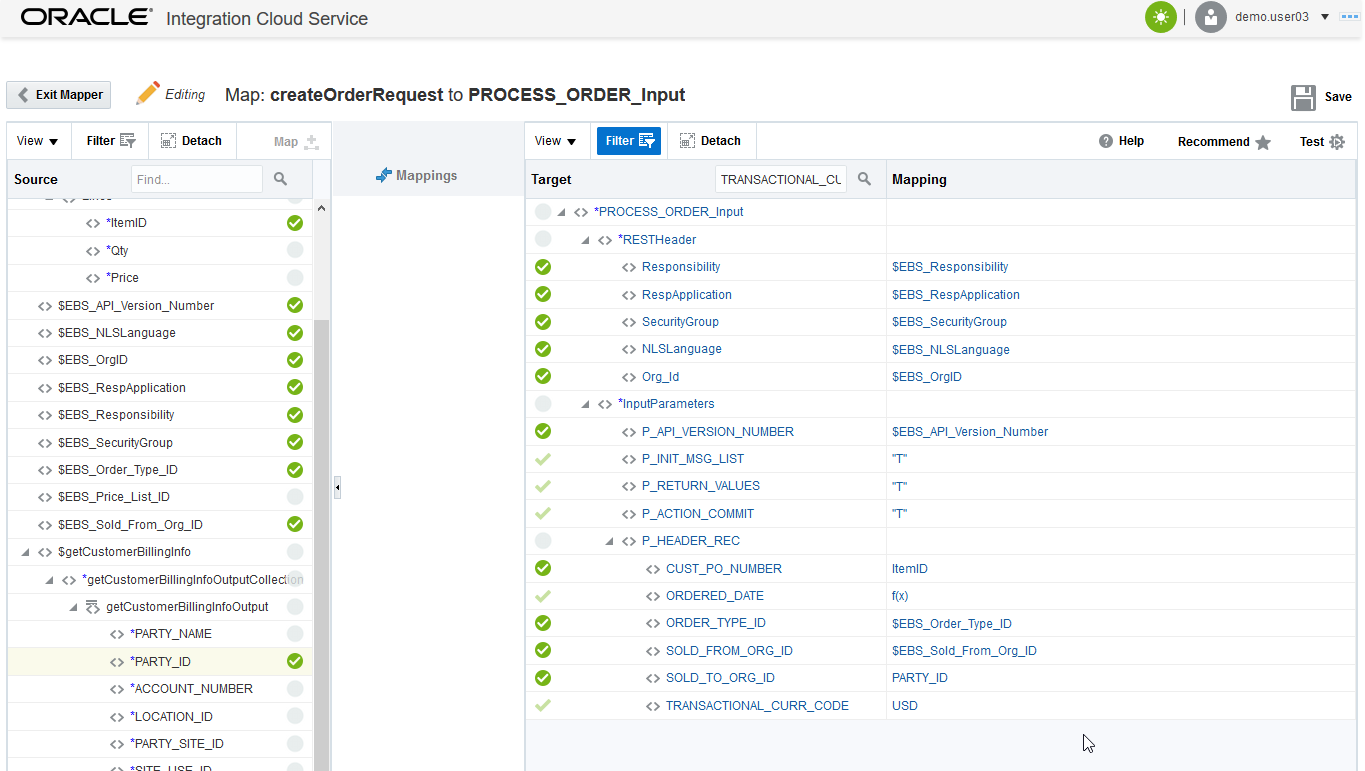 ORACLE® Integration Cloud Service
demo.user03
Exit Mapper
Editing
Map: createOrderRequest to PROCESS_ORDER_Input
Save
View Filter Detach Map
Source Find...
*ItemID
*Qty
*Price
$EBS_API_Version_Number
$EBS_NLSLanguage
$EBS_OrgID
$EBS_RespApplication
$EBS_Responsibility
$EBS_SecurityGroup
$EBS_Order_Type_ID
$EBS_Price_List_ID
$EBS_Sold_From_Org_ID
$getCustomerBillingInfo
*getCustomerBillingInfoOutputCollection
getCustomerBillingInfoOutput
*PARTY_NAME
*PARTY_ID
*ACCOUNT_NUMBER
*LOCATION_ID
*PARTY_SITE_ID
*SITE_USE_ID
Mappings
View Filter Detach Help Recommend Test
Target TRANSACTIONAL_CU Mapping
*PROCESS_ORDER_Input
*RESTHeader
Responsibility $EBS_Responsibility
RespApplication $EBS_RespApplication
SecurityGroup $EBS_SecurityGroup
NLSLanguage $EBS_NLSLanguage
Org_Id $EBS_OrgID
*InputParameters
P_API_VERSION_NUMBER $EBS_API_Version_Number
P_INIT_MSG_LIST "T"
P_RETURN_VALUES "T"
P_ACTION_COMMIT "T"
P_HEADER_REC
CUST_PO_NUMBER ItemID
ORDERED_DATE f(x)
ORDER_TYPE_ID $EBS_Order_Type_ID
SOLD_FROM_ORG_ID $EBS_Sold_From_Org_ID
SOLD_TO_ORG_ID PARTY_ID
TRANSACTIONAL_CURR_CODE USD